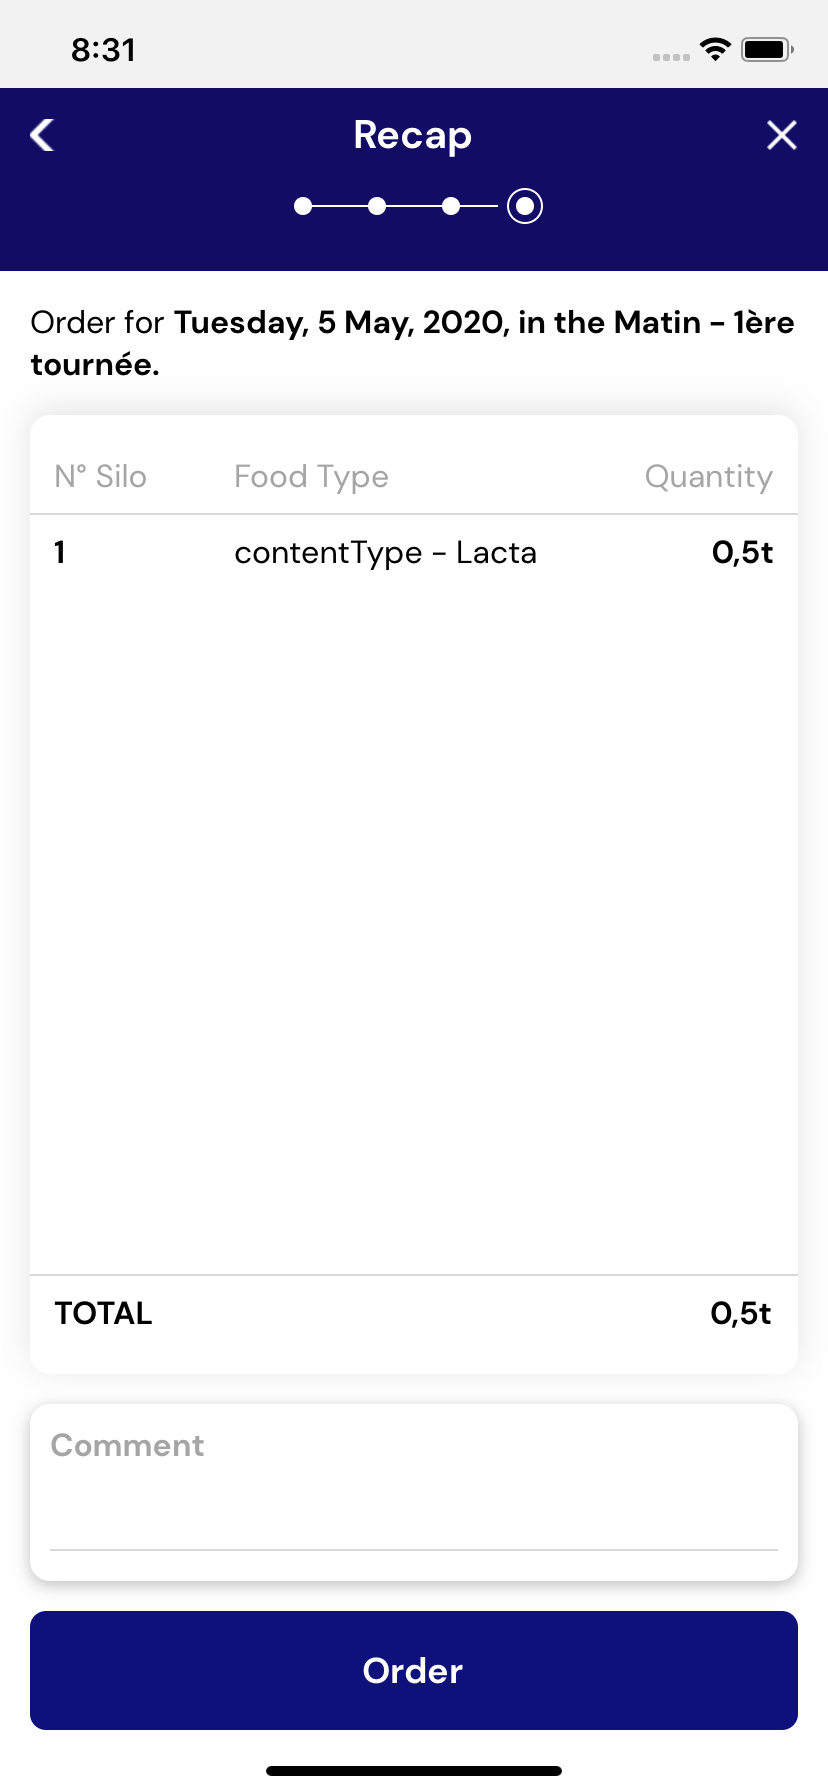 8:31
Recap
Order for Tuesday, 5 May, 2020, in the Matin - 1ère
tournée.
N° Silo Food Type Quantity
1 contentType - Lacta 0,5t
TOTAL 0,5t
Comment
Order